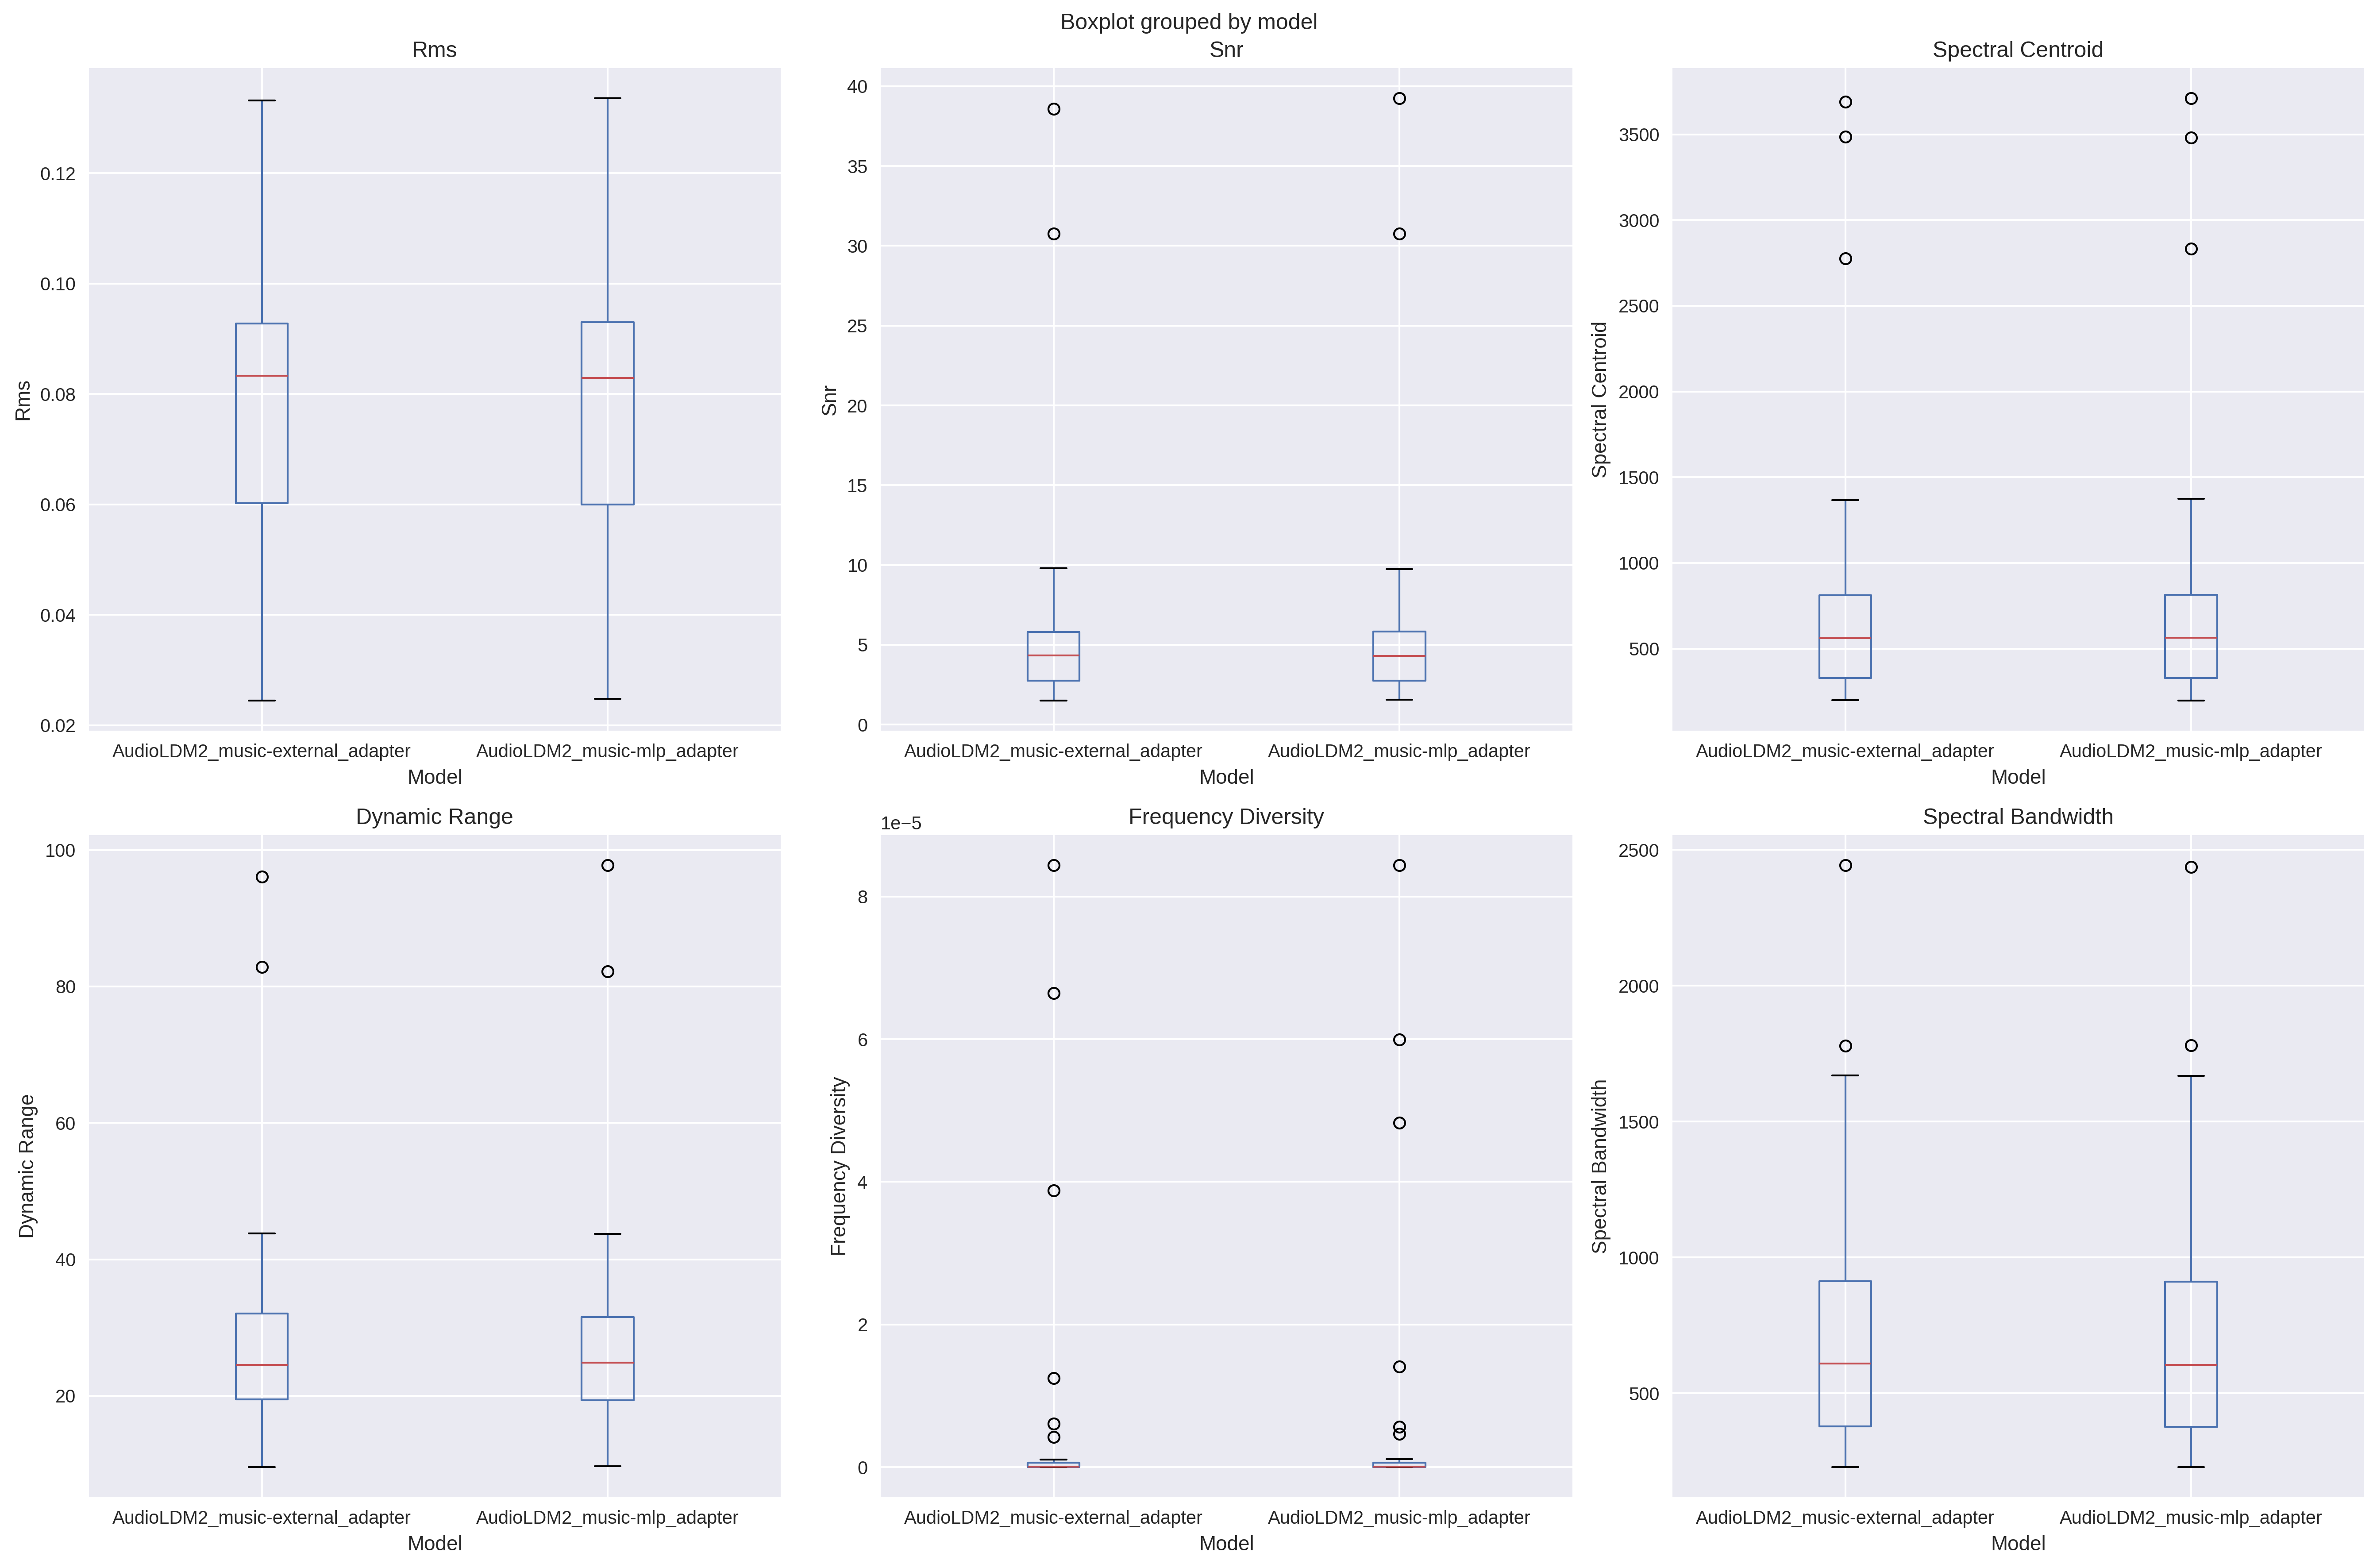 Boxplot grouped by model
Rms
Rms
0.12
0.10
0.08
0.06
0.04
0.02
AudioLDM2_music-external_adapter
AudioLDM2_music-mlp_adapter
Model
Snr
Snr
40
35
30
25
20
15
10
5
0
AudioLDM2_music-external_adapter
AudioLDM2_music-mlp_adapter
Model
Spectral Centroid
Spectral Centroid
3500
3000
2500
2000
1500
1000
500
AudioLDM2_music-external_adapter
AudioLDM2_music-mlp_adapter
Model
Dynamic Range
Dynamic Range
100
80
60
40
20
AudioLDM2_music-external_adapter
AudioLDM2_music-mlp_adapter
Model
Frequency Diversity
1e−5
Frequency Diversity
8
6
4
2
0
AudioLDM2_music-external_adapter
AudioLDM2_music-mlp_adapter
Model
Spectral Bandwidth
Spectral Bandwidth
2500
2000
1500
1000
500
AudioLDM2_music-external_adapter
AudioLDM2_music-mlp_adapter
Model